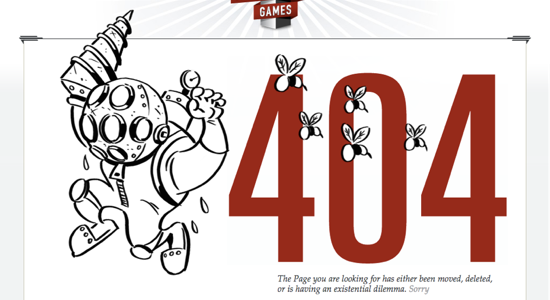 GAMES
404
The Page you are looking for has either been moved, deleted,
or is having an existential dilemma. Sorry